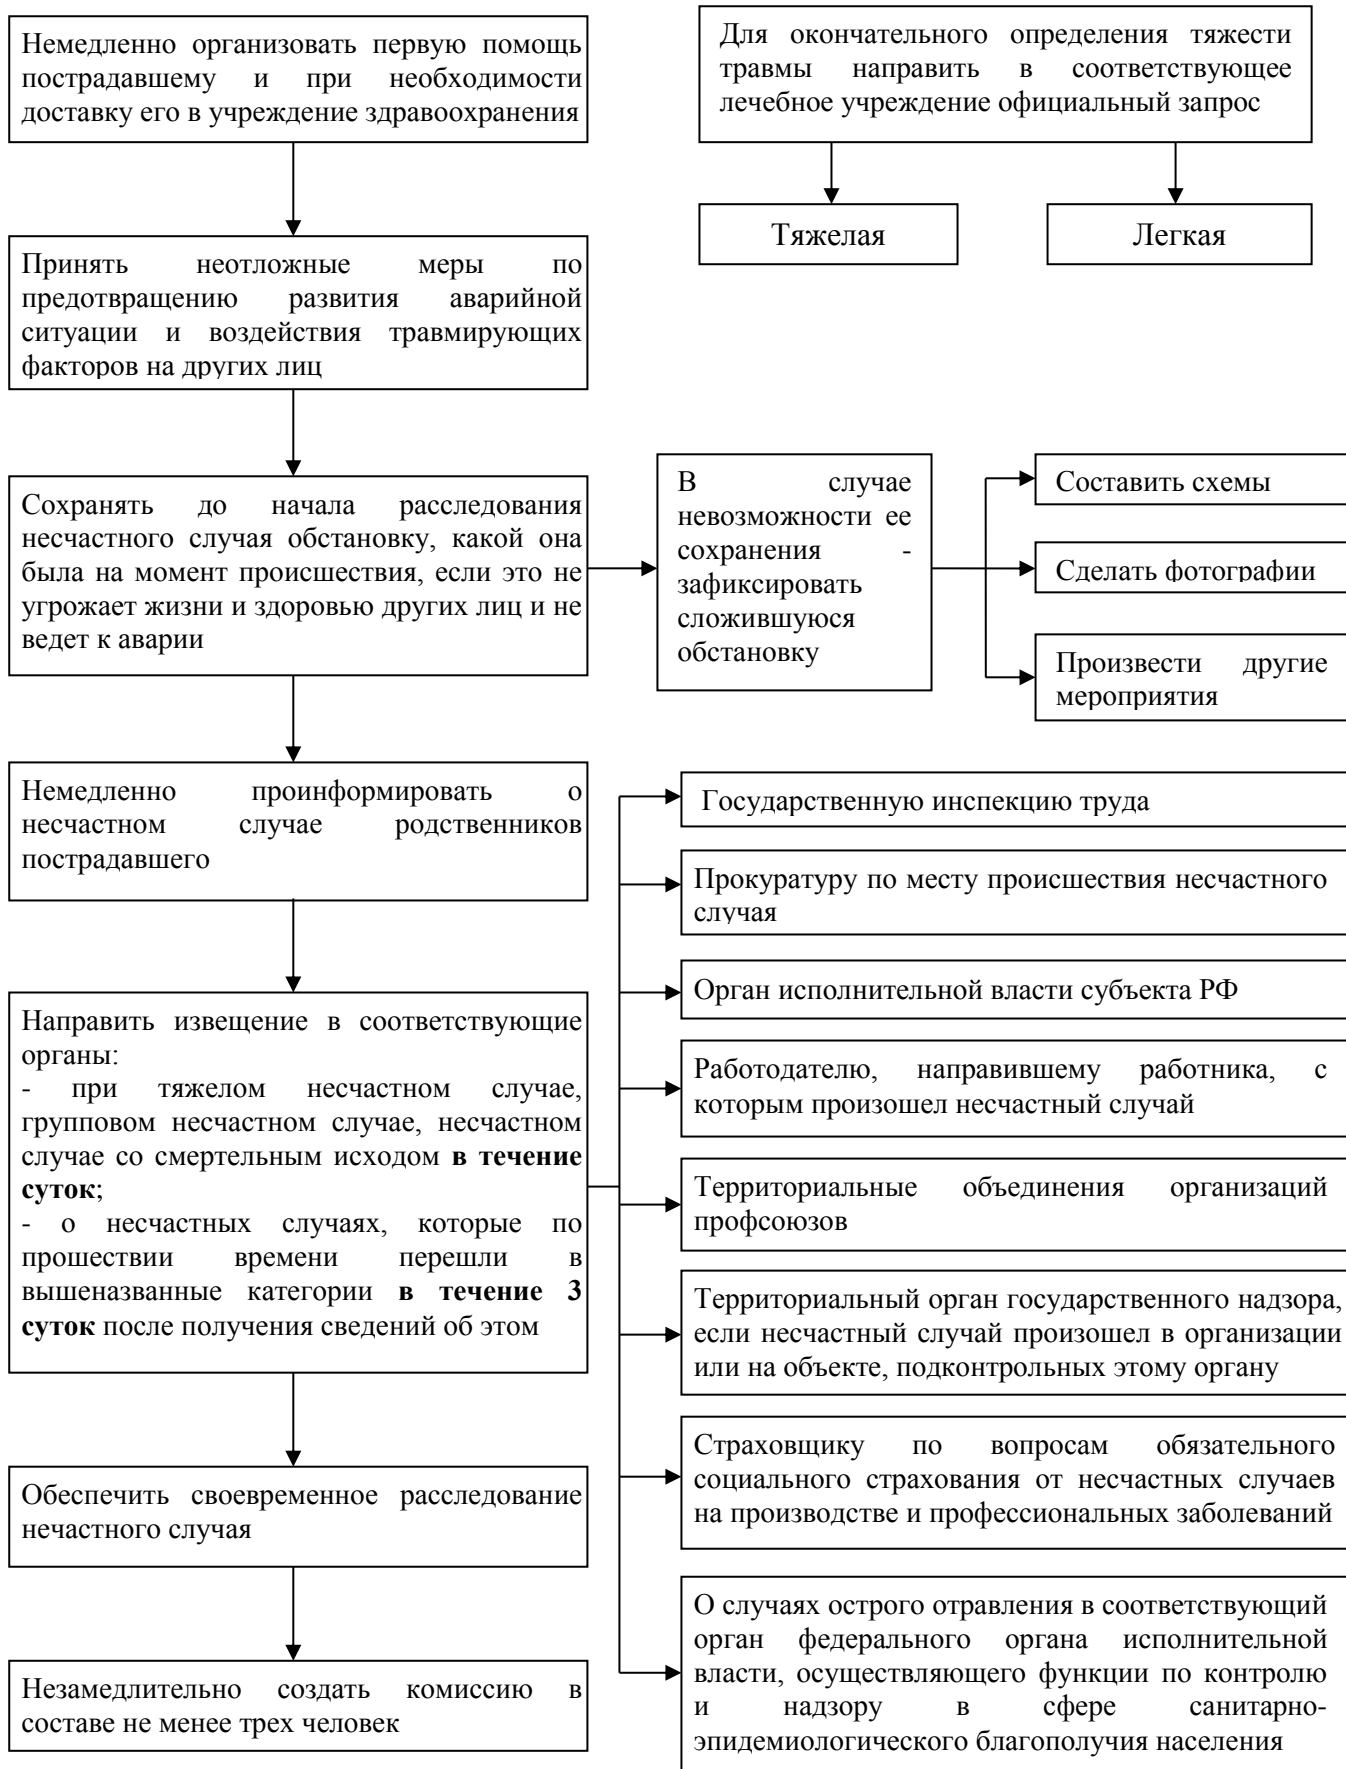 Немедленно организовать первую помощь
пострадавшему и при необходимости
доставку его в учреждение здравоохранения
Для окончательного определения тяжести
травмы направить в соответствующее
лечебное учреждение официальный запрос
Тяжелая
Легкая
Принять неотложные меры по
предотвращению развития аварийной
ситуации и воздействия травмирующих
факторов на других лиц
Сохранять до начала расследования
несчастного случая обстановку, какой она
была на момент происшествия, если это не
угрожает жизни и здоровью других лиц и не
ведет к аварии
В случае
невозможности ее
сохранения -
зафиксировать
сложившуюся
обстановку
Составить схемы
Сделать фотографии
Произвести другие
мероприятия
Немедленно проинформировать о
несчастном случае родственников
пострадавшего
Направить извещение в соответствующие
органы:
- при тяжелом несчастном случае,
групповом несчастном случае, несчастном
случае со смертельным исходом в течение
суток;
- о несчастных случаях, которые по
прошествии времени перешли в
вышеназванные категории в течение 3
суток после получения сведений об этом
Государственную инспекцию труда
Прокуратуру по месту происшествия несчастного
случая
Орган исполнительной власти субъекта РФ
Работодателю, направившему работника, с
которым произошел несчастный случай
Территориальные объединения организаций
профсоюзов
Территориальный орган государственного надзора,
если несчастный случай произошел в организации
или на объекте, подконтрольных этому органу
Страховщику по вопросам обязательного
социального страхования от несчастных случаев
на производстве и профессиональных заболеваний
О случаях острого отравления в соответствующий
орган федерального органа исполнительной
власти, осуществляющего функции по контролю
и надзору в сфере санитарно-
эпидемиологического благополучия населения
Обеспечить своевременное расследование
нечастного случая
Незамедлительно создать комиссию в
составе не менее трех человек